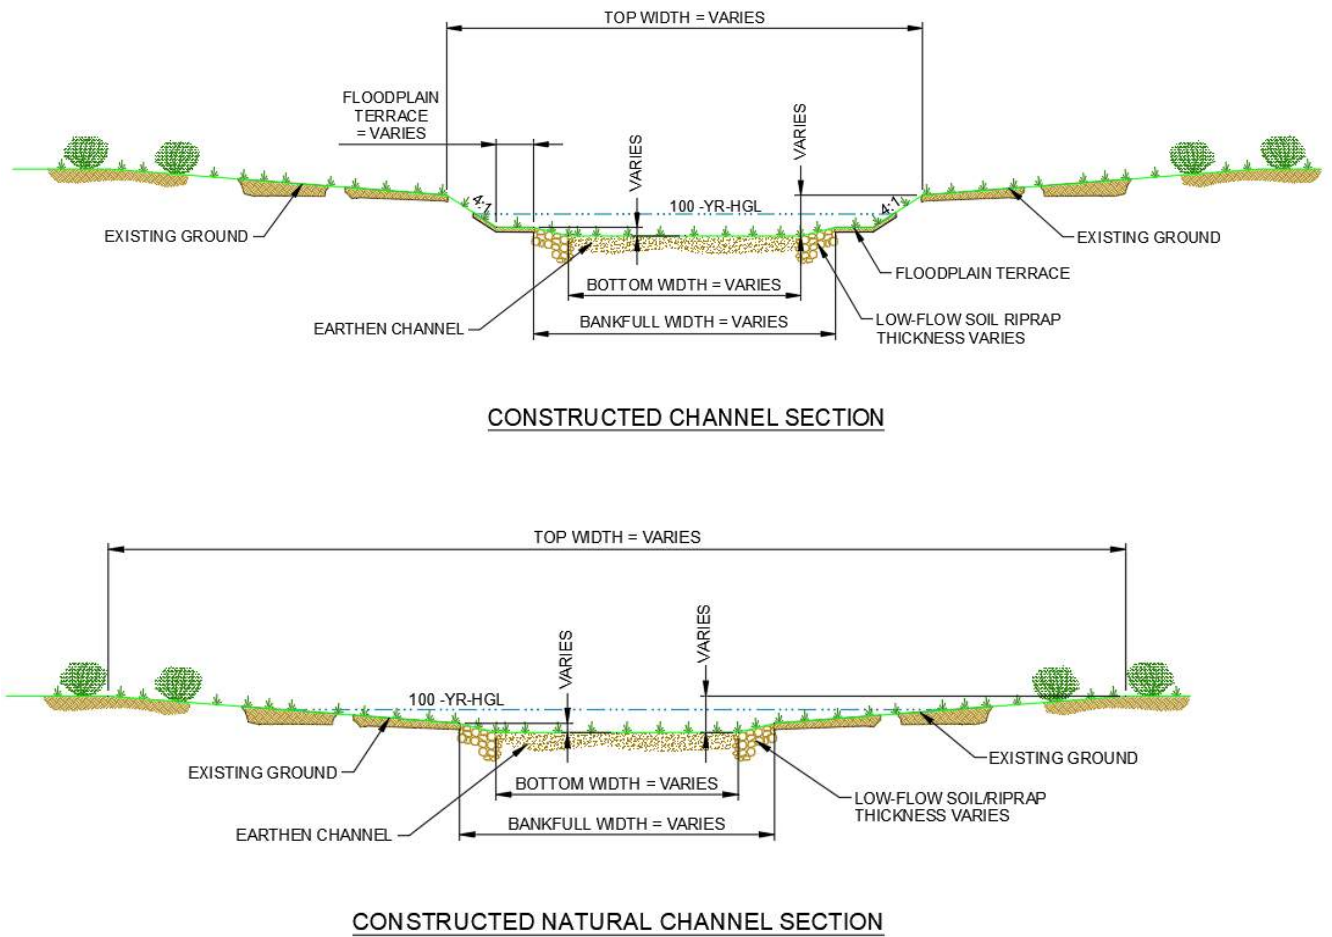 TOP WIDTH = VARIES
FLOODPLAIN
TERRACE
= VARIES
VARIES
VARIES
4:1
100 -YR-HGL
4:1
EXISTING GROUND
EXISTING GROUND
FLOODPLAIN TERRACE
BOTTOM WIDTH = VARIES
EARTHEN CHANNEL
BANKFULL WIDTH = VARIES
LOW-FLOW SOIL RIPRAP
THICKNESS VARIES
CONSTRUCTED CHANNEL SECTION
TOP WIDTH = VARIES
VARIES
VARIES
100 -YR-HGL
EXISTING GROUND
EXISTING GROUND
BOTTOM WIDTH = VARIES
LOW-FLOW SOIL/RIPRAP
THICKNESS VARIES
EARTHEN CHANNEL
BANKFULL WIDTH = VARIES
CONSTRUCTED NATURAL CHANNEL SECTION